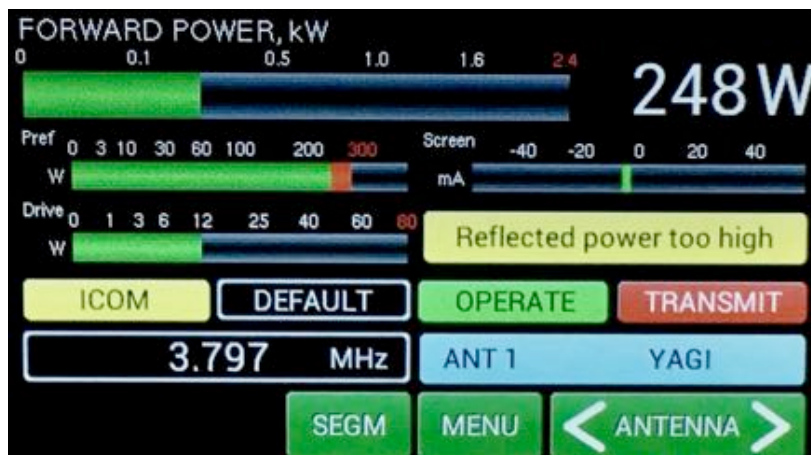 FORWARD POWER, kW
0 0.1 0.5 1.0 1.6 2.4
248 W
Pref W 0 3 10 30 60 100 200 300
Screen mA -40 -20 0 20 40
Drive W 0 1 3 6 12 25 40 60 80
Reflected power too high
ICOM DEFAULT OPERATE TRANSMIT
3.797 MHz ANT 1 YAGI
SEGM MENU < ANTENNA >